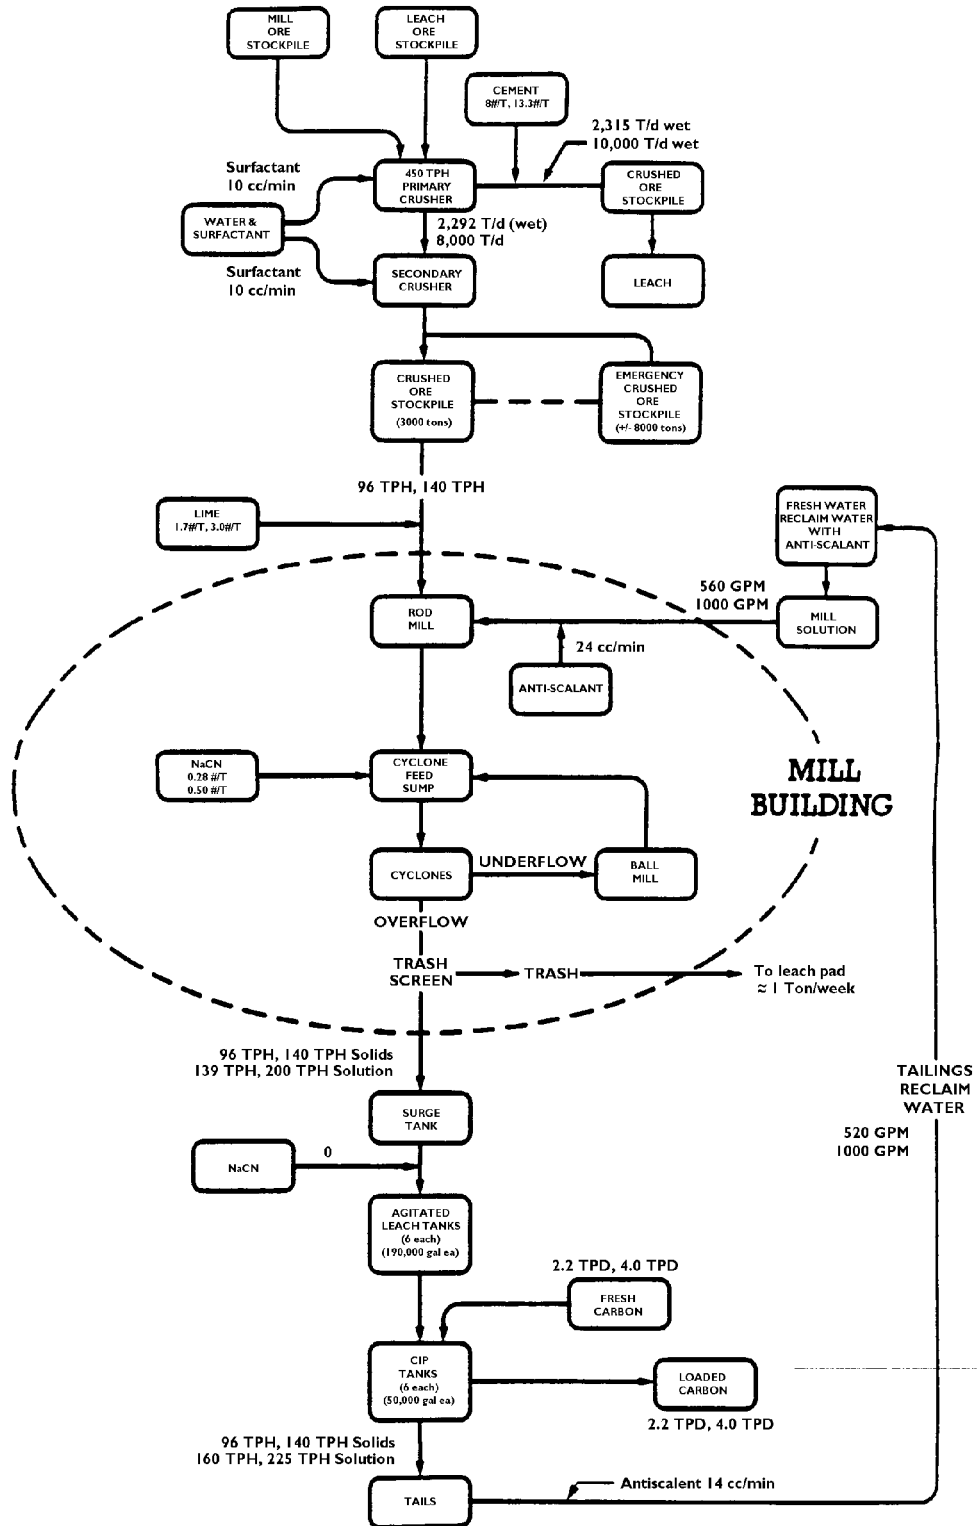 MILL
ORE
STOCKPILE
LEACH
ORE
STOCKPILE
CEMENT
8#/T, 13.3#/T
2,315 T/d wet
10,000 T/d wet
Surfactant
10 cc/min
450 TPH
PRIMARY
CRUSHER
CRUSHED
ORE
STOCKPILE
WATER &
SURFACTANT
2,292 T/d (wet)
8,000 T/d
Surfactant
10 cc/min
SECONDARY
CRUSHER
LEACH
CRUSHED
ORE
STOCKPILE
(3000 tons)
EMERGENCY
CRUSHED
ORE
STOCKPILE
(+/- 8000 tons)
96 TPH, 140 TPH
LIME
1.7#/T, 3.0#/T
FRESH WATER
RECLAIM WATER
WITH
ANTI-SCALANT
560 GPM
1000 GPM
ROD
MILL
MILL
SOLUTION
24 cc/min
ANTI-SCALANT
NaCN
0.28 #/T
0.50 #/T
CYCLONE
FEED
SUMP
MILL
BUILDING
CYCLONES
UNDERFLOW
BALL
MILL
OVERFLOW
TRASH
SCREEN
TRASH
To leach pad
≈ 1 Ton/week
96 TPH, 140 TPH Solids
139 TPH, 200 TPH Solution
TAILINGS
RECLAIM
WATER
520 GPM
1000 GPM
SURGE
TANK
NaCN
0
AGITATED
LEACH TANKS
(6 each)
(190,000 gal ea)
2.2 TPD, 4.0 TPD
FRESH
CARBON
CIP
TANKS
(6 each)
(50,000 gal ea)
LOADED
CARBON
2.2 TPD, 4.0 TPD
96 TPH, 140 TPH Solids
160 TPH, 225 TPH Solution
TAILS
Antiscalent 14 cc/min